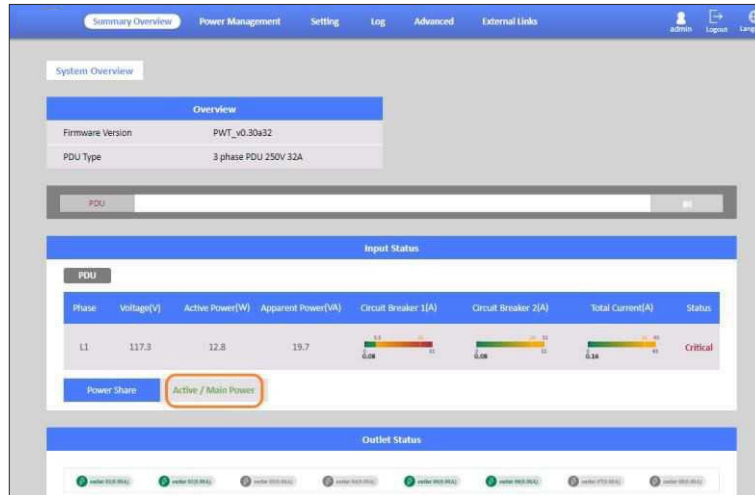 Summary Overview Power Management Setting Log Advanced External Links admin Logout
System Overview
Overview
Firmware Version PWT_v0.30a32
PDU Type 3 phase PDU 250V 32A
PDU
Input Status
PDU
Phase Voltage(V) Active Power(W) Apparent Power(VA) Circuit Breaker 1(A) Circuit Breaker 2(A) Total Current(A) Status
L1 117.3 12.8 19.7 Critical
0.08 0.08 0.16
Power Share Active / Main Power
Outlet Status